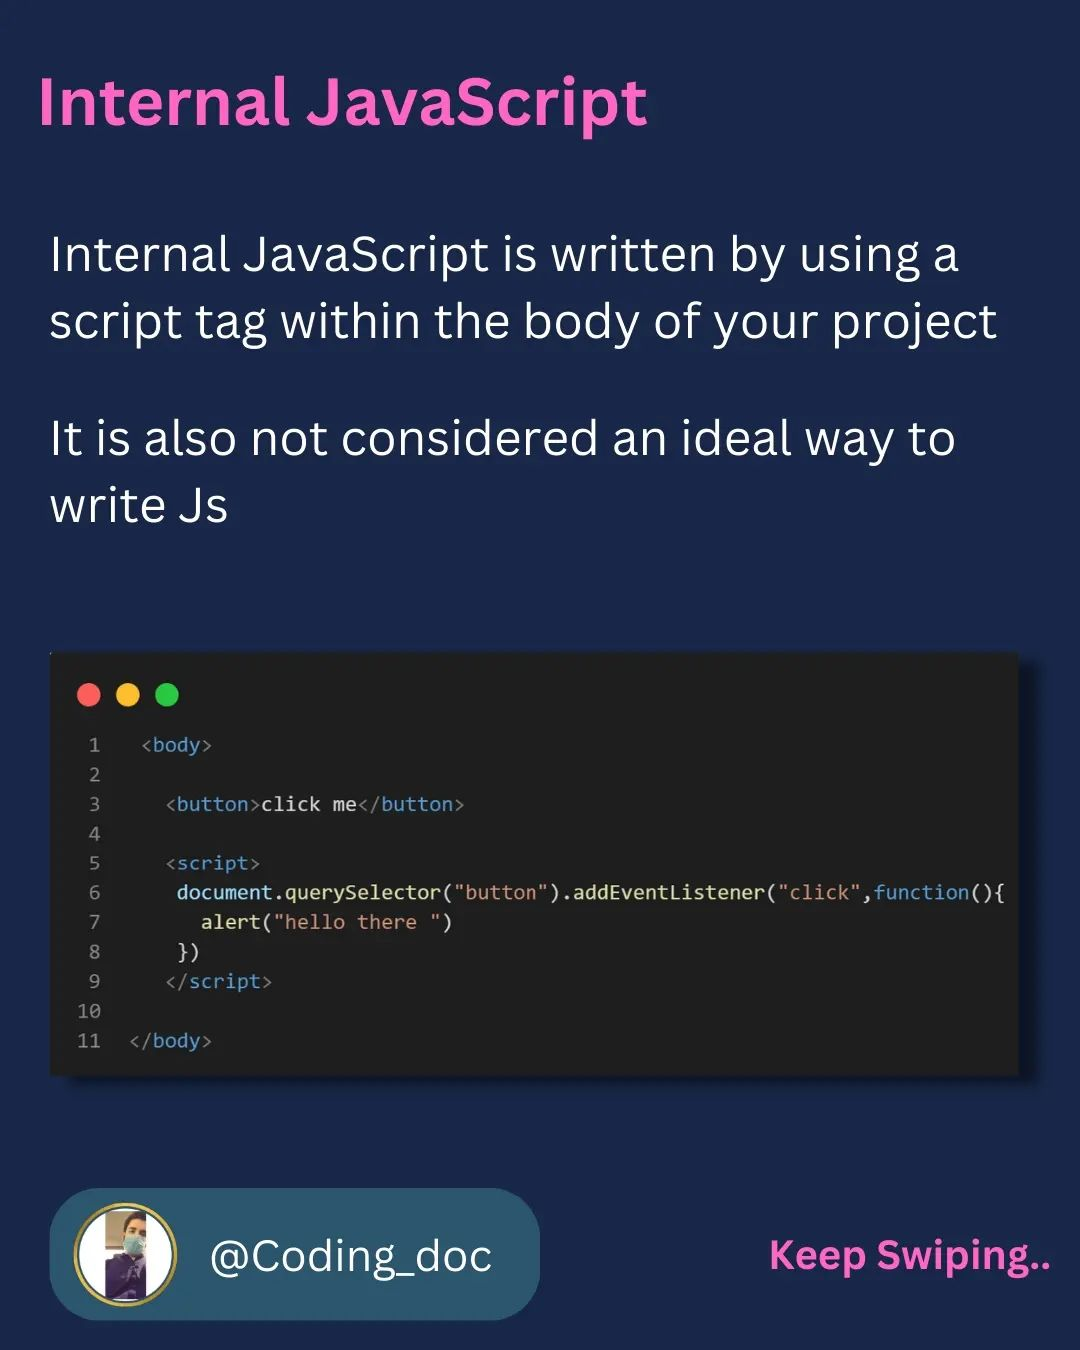 Internal JavaScript
Internal JavaScript is written by using a
script tag within the body of your project
It is also not considered an ideal way to
write Js
1 <body>
2
3 <button>click me</button>
4
5 <script>
6 document.querySelector("button").addEventListener("click",function(){
7 alert("hello there ")
8 })
9 </script>
10
11 </body>
@Coding_doc
Keep Swiping..